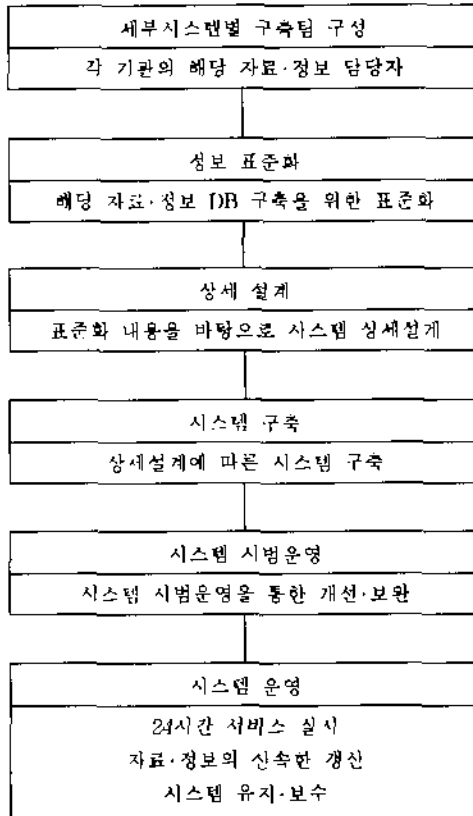 세부시스템별 구축팀 구성
각 기관의 해당 자료·정보 담당자
정보 표준화
해당 자료·정보 DB 구축을 위한 표준화
상세 설계
표준화 내용을 바탕으로 시스템 상세설계
시스템 구축
상세설계에 따른 시스템 구축
시스템 시범운영
시스템 시범운영을 통한 개선·보완
시스템 운영
24시간 서비스 실시
자료·정보의 신속한 갱신
시스템 유지·보수